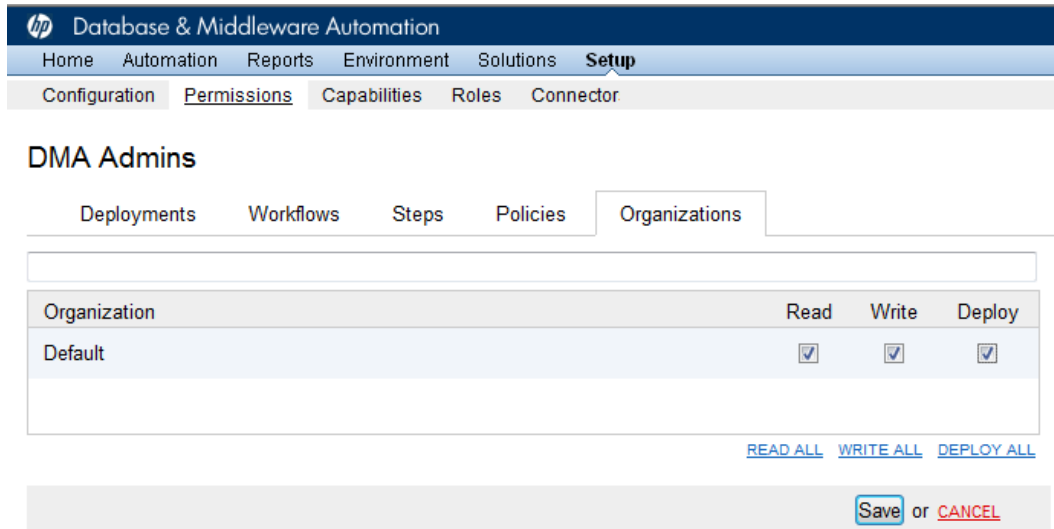 hp Database & Middleware Automation
Home Automation Reports Environment Solutions Setup
Configuration Permissions Capabilities Roles Connector
DMA Admins
Deployments Workflows Steps Policies Organizations
Organization Read Write Deploy
Default
READ ALL WRITE ALL DEPLOY ALL
Save or CANCEL